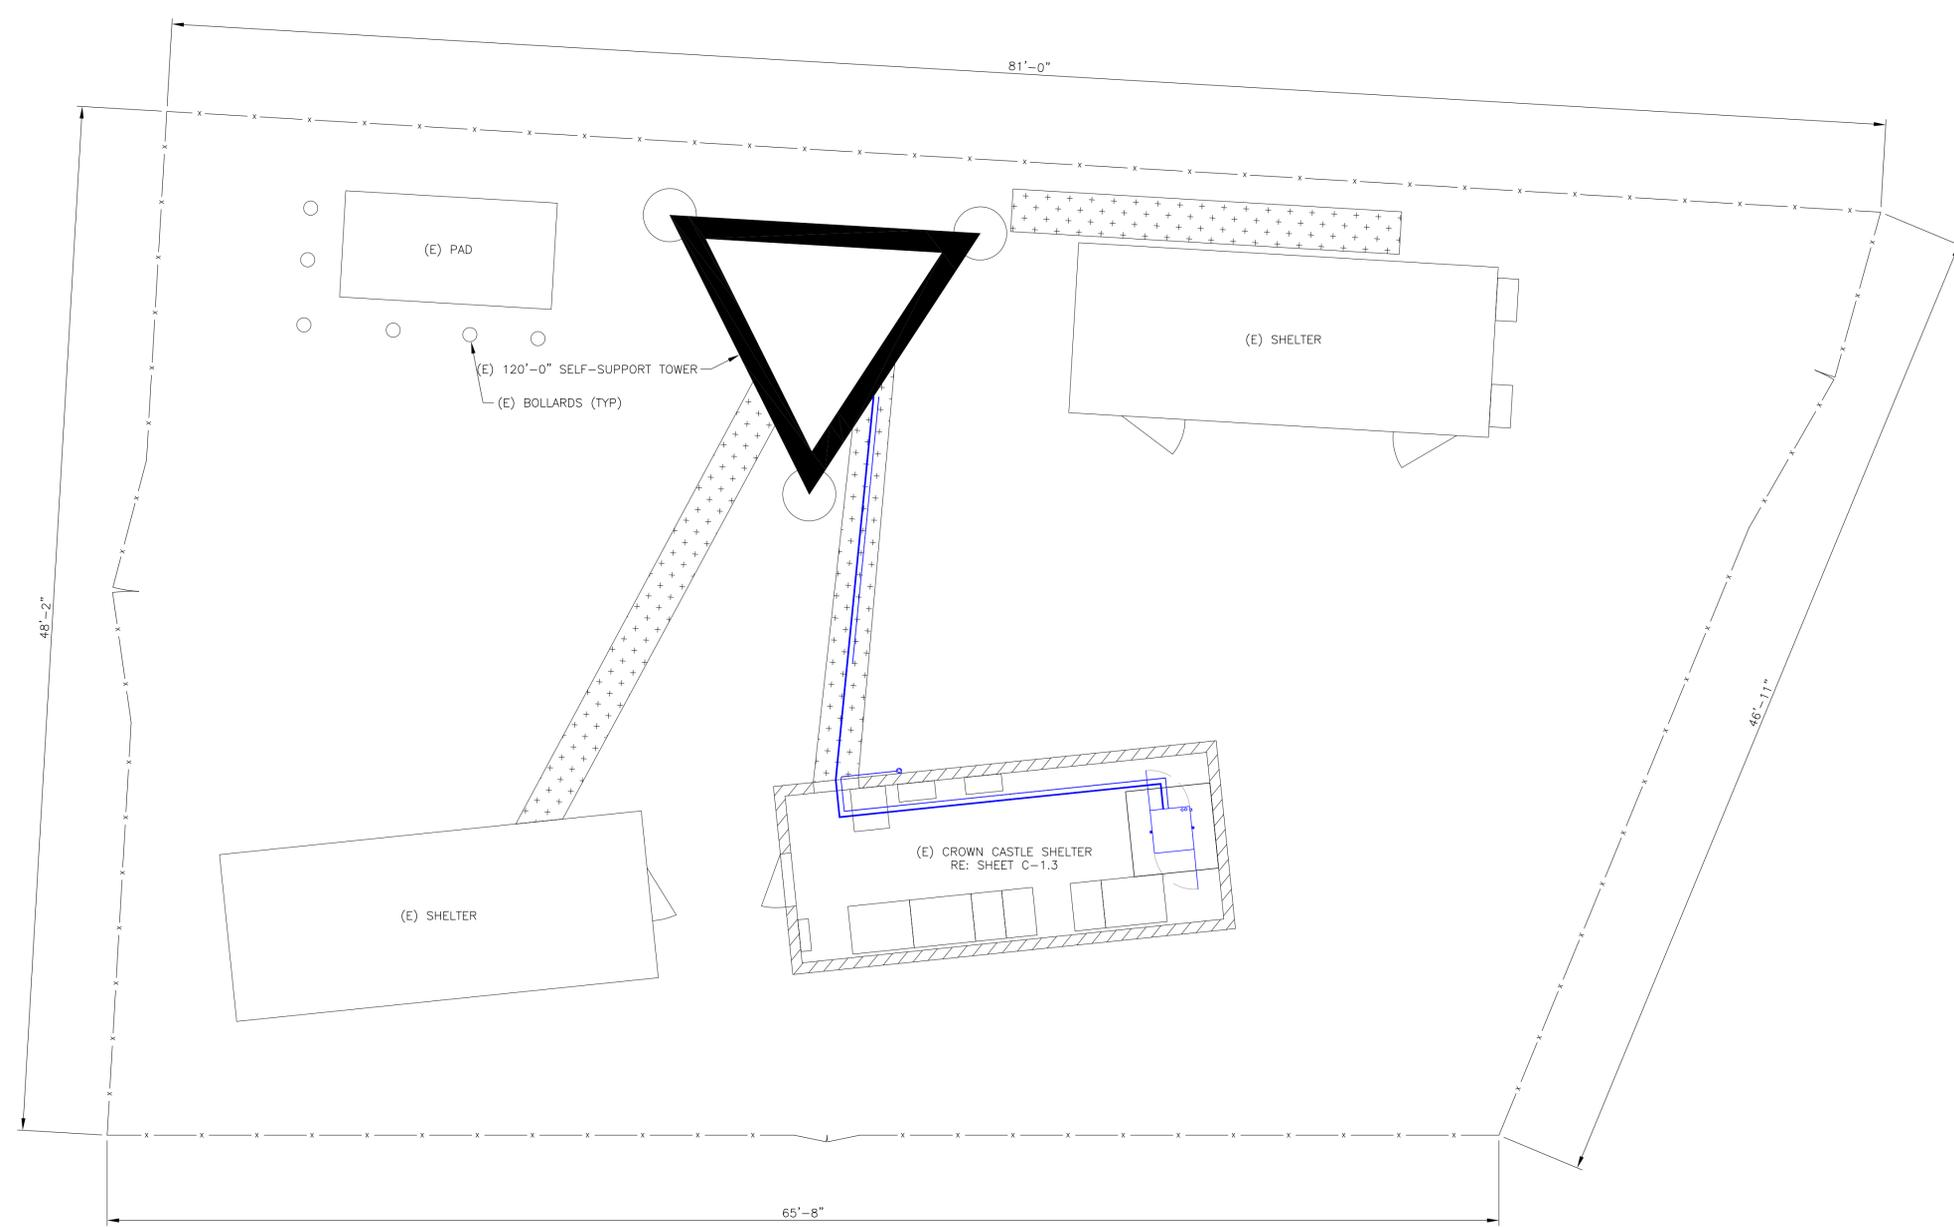 81'-0"
(E) PAD
(E) SHELTER
(E) 120'-0" SELF-SUPPORT TOWER
(E) BOLLARDS (TYP)
48'-2"
46'-11"
(E) CROWN CASTLE SHELTER
RE: SHEET C-1.3
(E) SHELTER
65'-8"